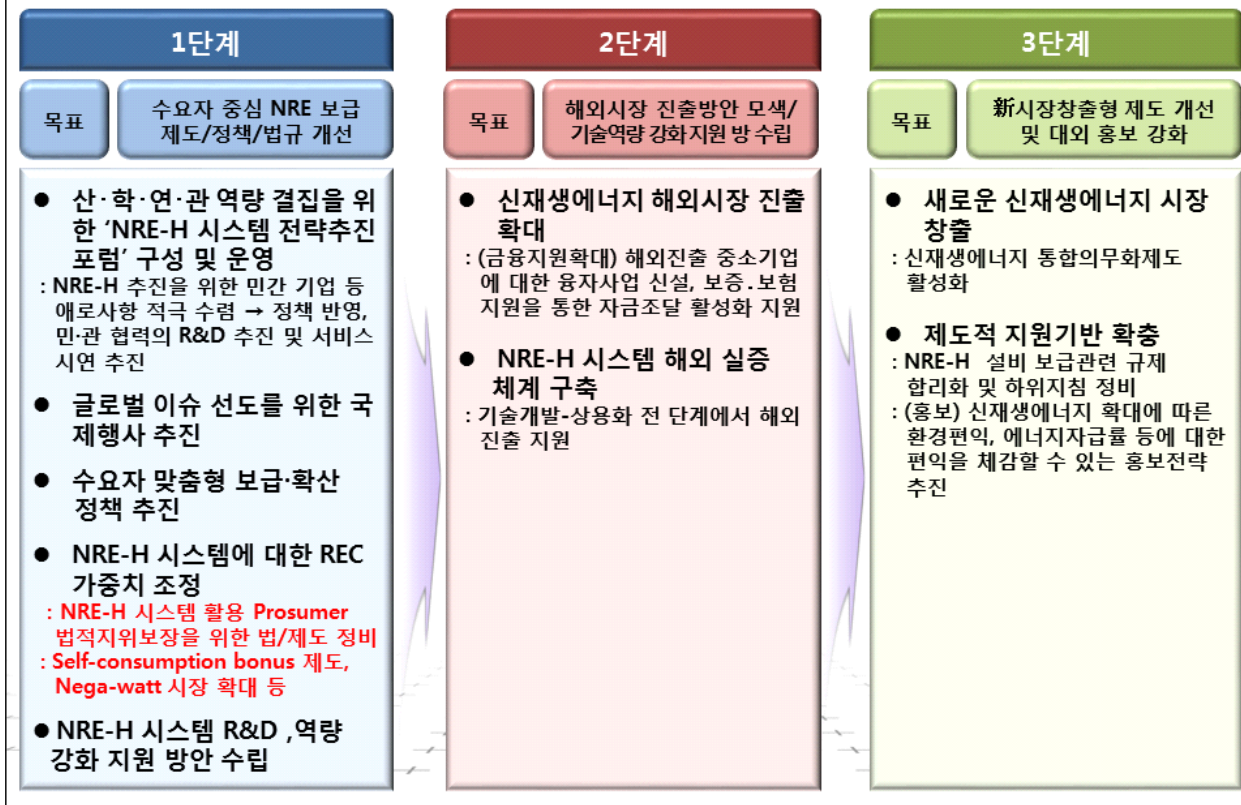 1단계
목표
수요자 중심 NRE 보급
제도/정책/법규 개선
● 산·학·연·관 역량 결집을 위
한 ‘NRE-H 시스템 전략추진
포럼’ 구성 및 운영
: NRE-H 추진을 위한 민간 기업 등
애로사항 적극 수렴 → 정책 반영,
민·관 협력의 R&D 추진 및 서비스
시연 추진
● 글로벌 이슈 선도를 위한 국
제행사 추진
● 수요자 맞춤형 보급·확산
정책 추진
● NRE-H 시스템에 대한 REC
가중치 조정
: NRE-H 시스템 활용 Prosumer
법적지위보장을 위한 법/제도 정비
: Self-consumption bonus 제도,
Nega-watt 시장 확대 등
● NRE-H 시스템 R&D ,역량
강화 지원 방안 수립
2단계
목표
해외시장 진출방안 모색/
기술역량 강화지원 방 수립
● 신재생에너지 해외시장 진출
확대
: (금융지원확대) 해외진출 중소기업
에 대한 융자사업 신설, 보증.보험
지원을 통한 자금조달 활성화 지원
● NRE-H 시스템 해외 실증
체계 구축
: 기술개발-상용화 전 단계에서 해외
진출 지원
3단계
목표
新시장창출형 제도 개선
및 대외 홍보 강화
● 새로운 신재생에너지 시장
창출
: 신재생에너지 통합의무화제도
활성화
● 제도적 지원기반 확충
: NRE-H 설비 보급관련 규제
합리화 및 하위지침 정비
: (홍보) 신재생에너지 확대에 따른
환경편익, 에너지자급률 등에 대한
편익을 체감할 수 있는 홍보전략
추진